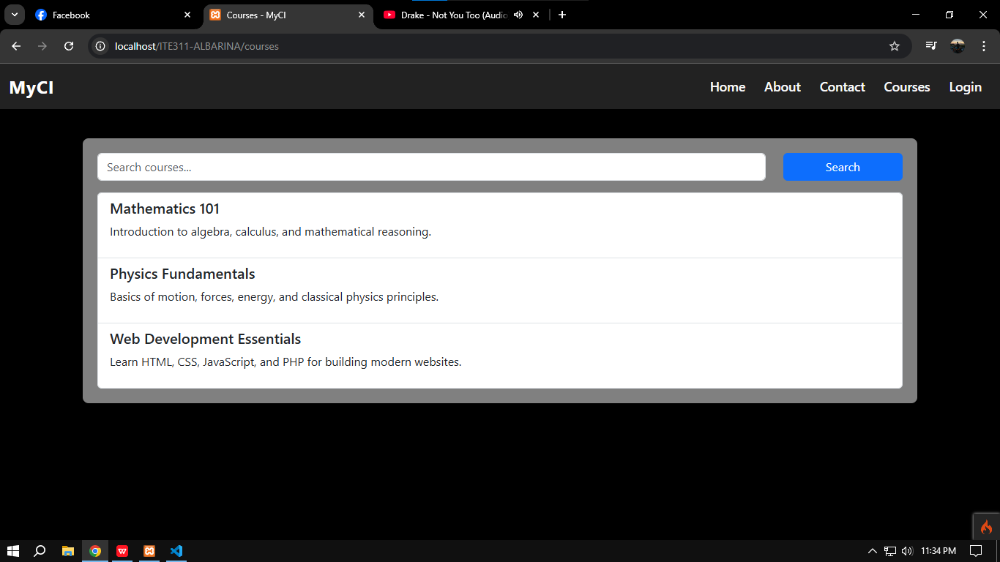 Facebook
Courses - MyCI
Drake - Not You Too (Audio
localhost/ITE311-ALBARINA/courses
MyCI
Home About Contact Courses Login
Search courses...
Search
Mathematics 101
Introduction to algebra, calculus, and mathematical reasoning.
Physics Fundamentals
Basics of motion, forces, energy, and classical physics principles.
Web Development Essentials
Learn HTML, CSS, JavaScript, and PHP for building modern websites.
11:34 PM